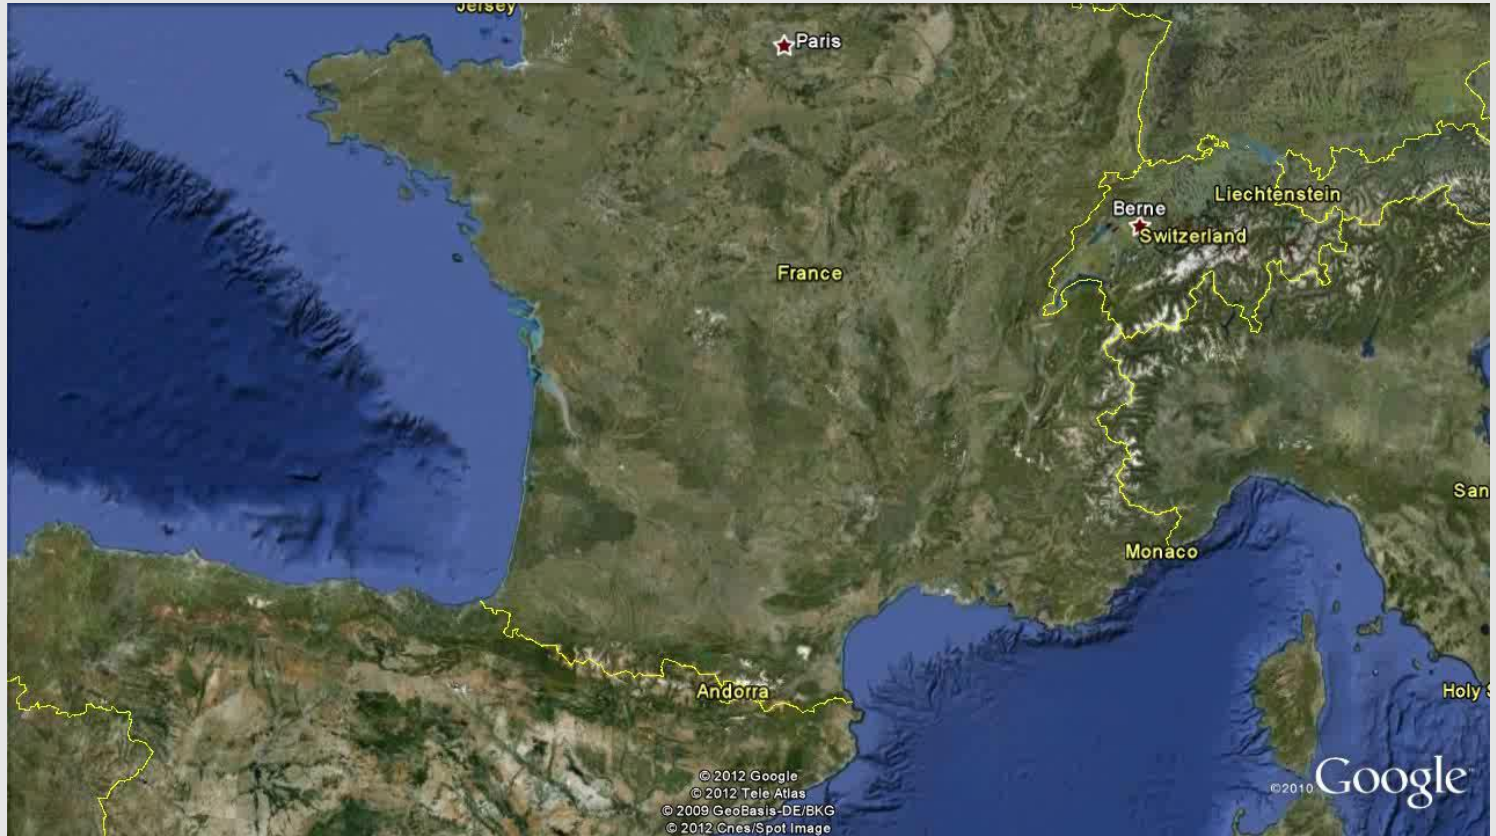 Jersey
Paris
Liechtenstein
Berne
Switzerland
France
San
Monaco
Andorra
Holy S
© 2012 Google
© 2012 Tele Atlas
© 2009 GeoBasis-DE/BKG
© 2012 Cnes/Spot Image
©2010 Google